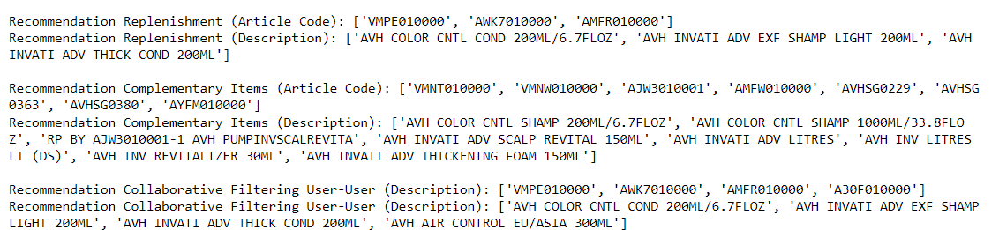 Recommendation Replenishment (Article Code): ['VMPE010000', 'AWK7010000', 'AMFR010000']
Recommendation Replenishment (Description): ['AVH COLOR CNTL COND 200ML/6.7FLOZ', 'AVH INVATI ADV EXF SHAMP LIGHT 200ML', 'AVH
INVATI ADV THICK COND 200ML']
Recommendation Complementary Items (Article Code): ['VMNT010000', 'VMNW010000', 'AJW3010001', 'AMFW010000', 'AVHSG0229', 'AVHSG
0363', 'AVHSG0380', 'AYFM010000']
Recommendation Complementary Items (Description): ['AVH COLOR CNTL SHAMP 200ML/6.7FLOZ', 'AVH COLOR CNTL SHAMP 1000ML/33.8FLO
Z', 'RP BY AJW3010001-1 AVH PUMPINVSCALREVITA', 'AVH INVATI ADV SCALP REVITAL 150ML', 'AVH INVATI ADV LITRES', 'AVH INV LITRES
LT (DS)', 'AVH INV REVITALIZER 30ML', 'AVH INVATI ADV THICKENING FOAM 150ML']
Recommendation Collaborative Filtering User-User (Description): ['VMPE010000', 'AWK7010000', 'AMFR010000', 'A30F010000']
Recommendation Collaborative Filtering User-User (Description): ['AVH COLOR CNTL COND 200ML/6.7FLOZ', 'AVH INVATI ADV EXF SHAMP
LIGHT 200ML', 'AVH INVATI ADV THICK COND 200ML', 'AVH AIR CONTROL EU/ASIA 300ML']